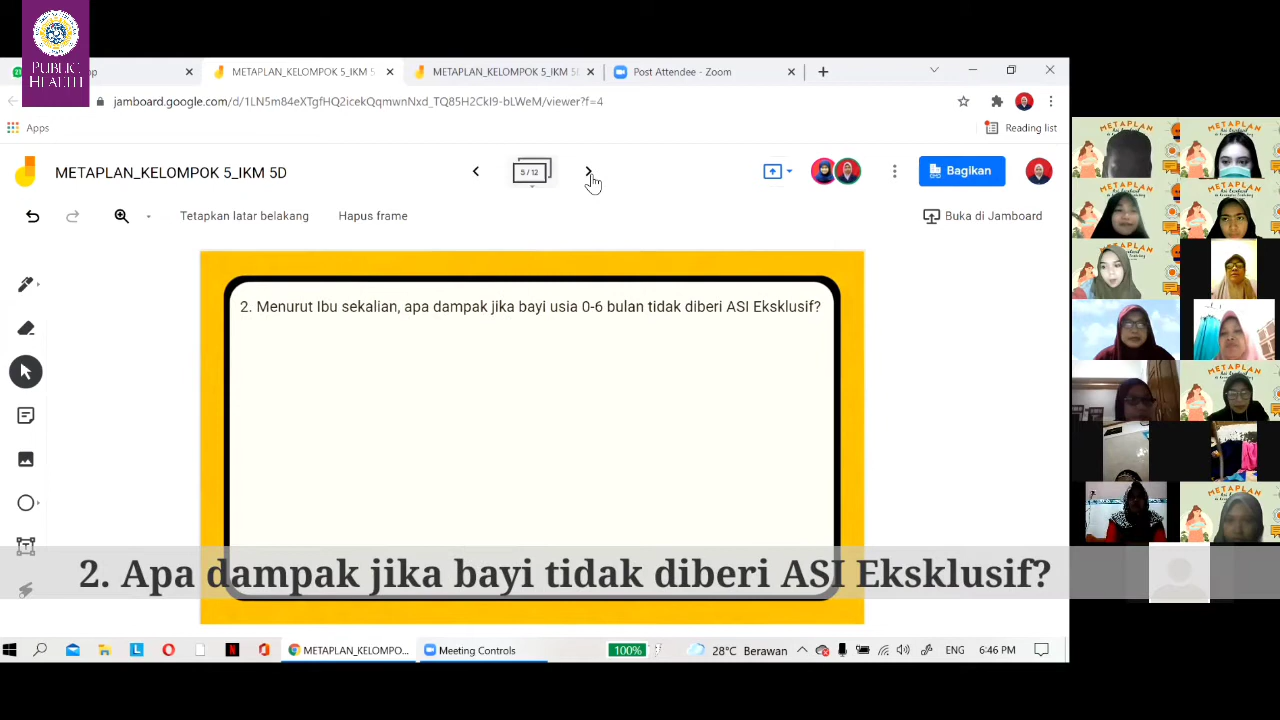 PUBLIC
HEALTH
METAPLAN_KELOMPOK 5_IKM 5
METAPLAN_KELOMPOK 5_IKM 5
Post Attendee - Zoom
jamboard.google.com/d/1LN5m84eXTgfHQ2icekQqmwnNxd_TQ85H2CkI9-bLWeM/viewer?f=4
Apps
Reading list
METAPLAN_KELOMPOK 5_IKM 5D
5 / 12
Bagikan
Tetapkan latar belakang
Hapus frame
Buka di Jamboard
2. Menurut Ibu sekalian, apa dampak jika bayi usia 0-6 bulan tidak diberi ASI Eksklusif?
2. Apa dampak jika bayi tidak diberi ASI Eksklusif?
METAPLAN_KELOMPO...
Meeting Controls
100%
28°C Berawan
ENG
6:46 PM
METAPLAN
METAPLAN